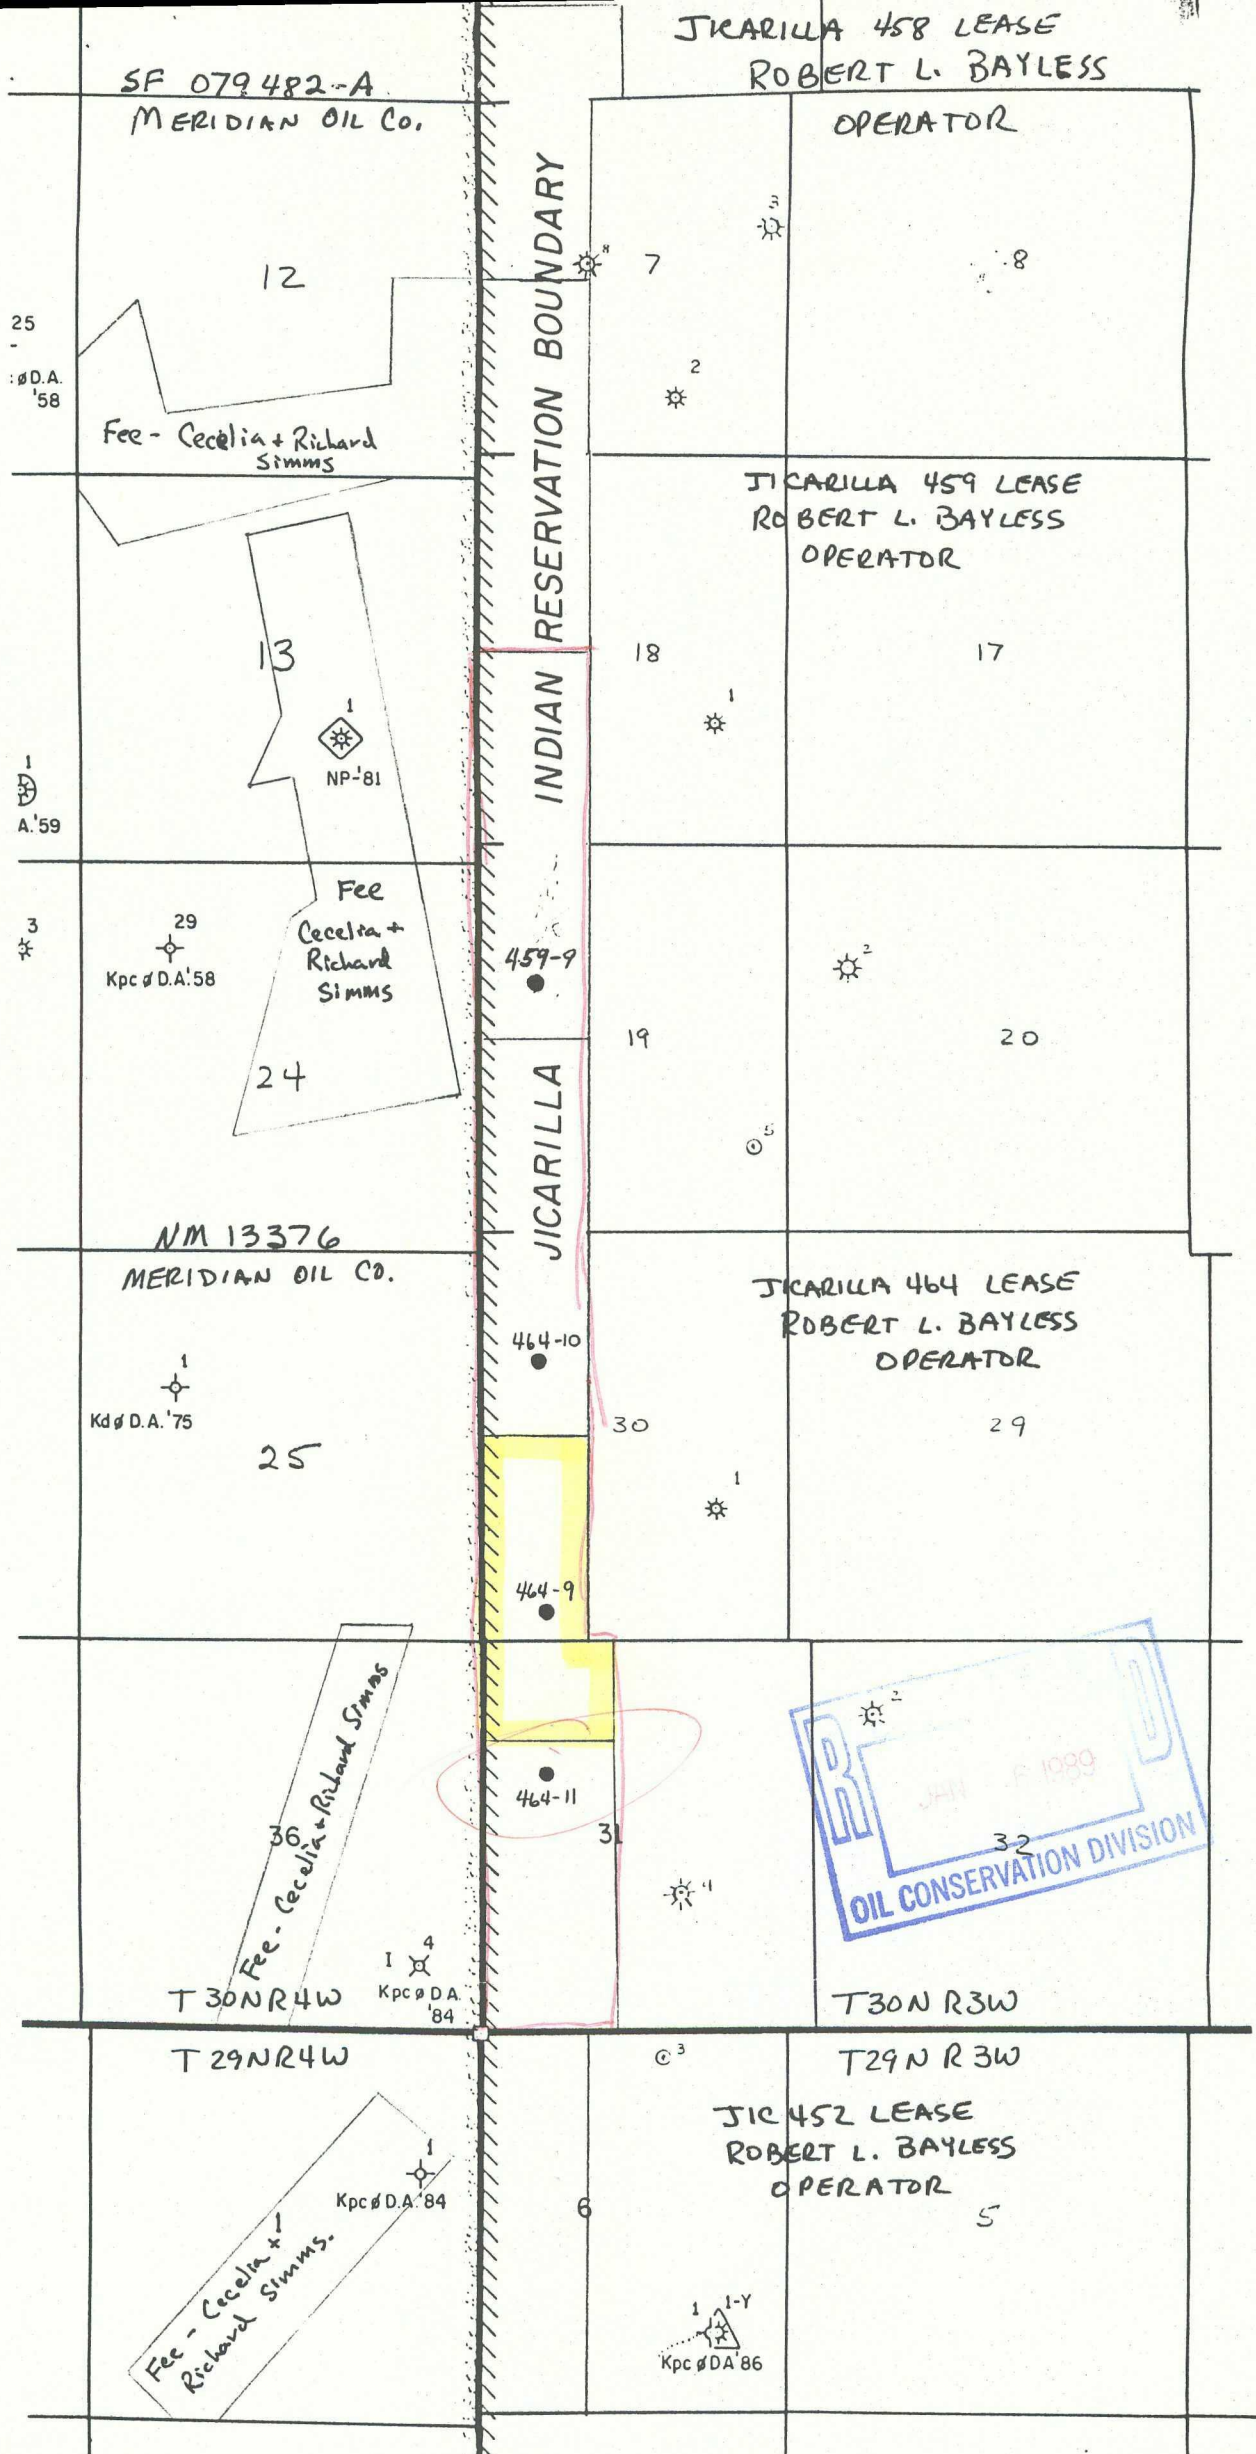 JICARILLA 458 LEASE
ROBERT L. BAYLESS
OPERATOR
SF 079482-A
MERIDIAN OIL CO.
12
7
3
8
8
2
25
ø D.A.
'58
Fee - Cecelia + Richard
Simms
INDIAN RESERVATION BOUNDARY
JICARILLA 459 LEASE
ROBERT L. BAYLESS
OPERATOR
13
18
17
1
1
NP-'81
1
A.'59
Fee
Cecelia +
Richard
Simms
3
29
Kpc ø D.A.'58
459-9
2
19
20
24
JICARILLA
5
NM 13376
MERIDIAN OIL CO.
JICARILLA 464 LEASE
ROBERT L. BAYLESS
OPERATOR
464-10
1
Kd ø D.A.'75
25
30
29
1
464-9
Fee - Cecelia + Richard Simms
36
464-11
31
2
R D
JAN 1989
OIL CONSERVATION DIVISION
32
4
I 4
Kpc ø D.A.
'84
T30NR4W
T30N R3W
T29NR4W
T29N R3W
3
JIC 452 LEASE
ROBERT L. BAYLESS
OPERATOR
1
Kpc ø D.A.'84
6
5
Fee - Cecelia +
Richard Simms.
1 1-Y
Kpc ø DA'86